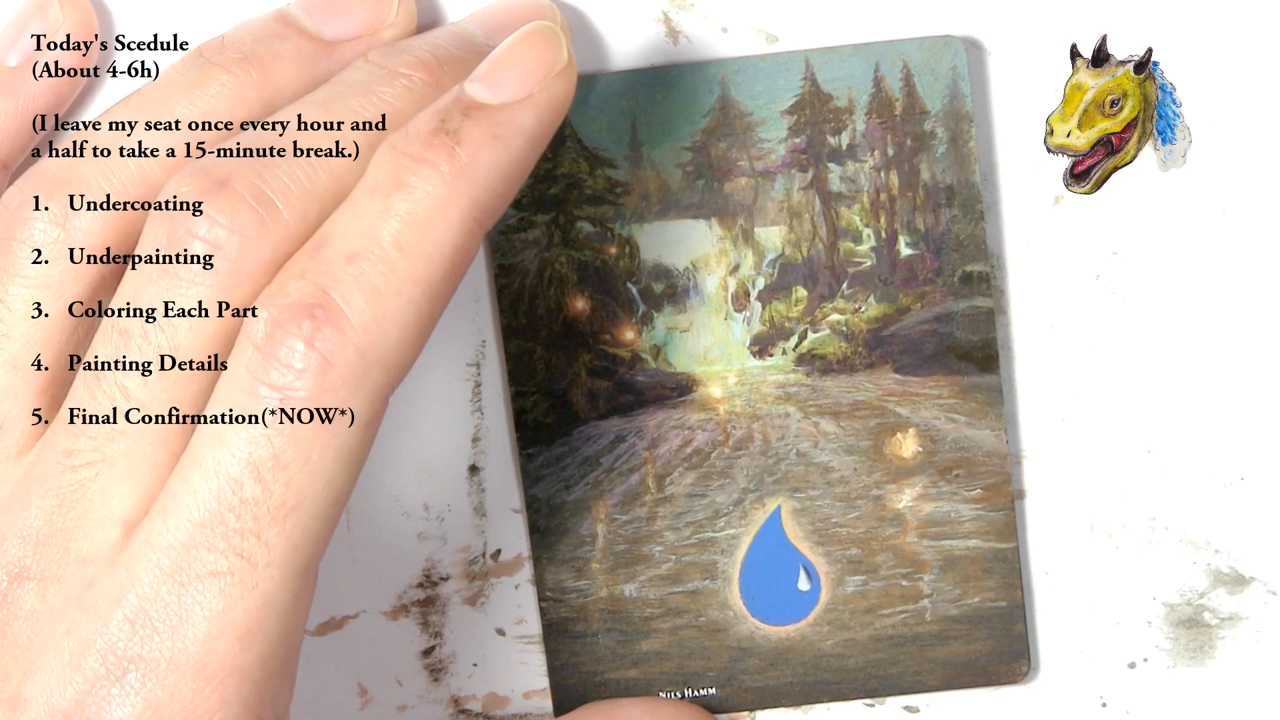 Today's Scedule
(About 4-6h)
(I leave my seat once every hour and
a half to take a 15-minute break.)
1. Undercoating
2. Underpainting
3. Coloring Each Part
4. Painting Details
5. Final Confirmation(*NOW*)
NILS HAMM